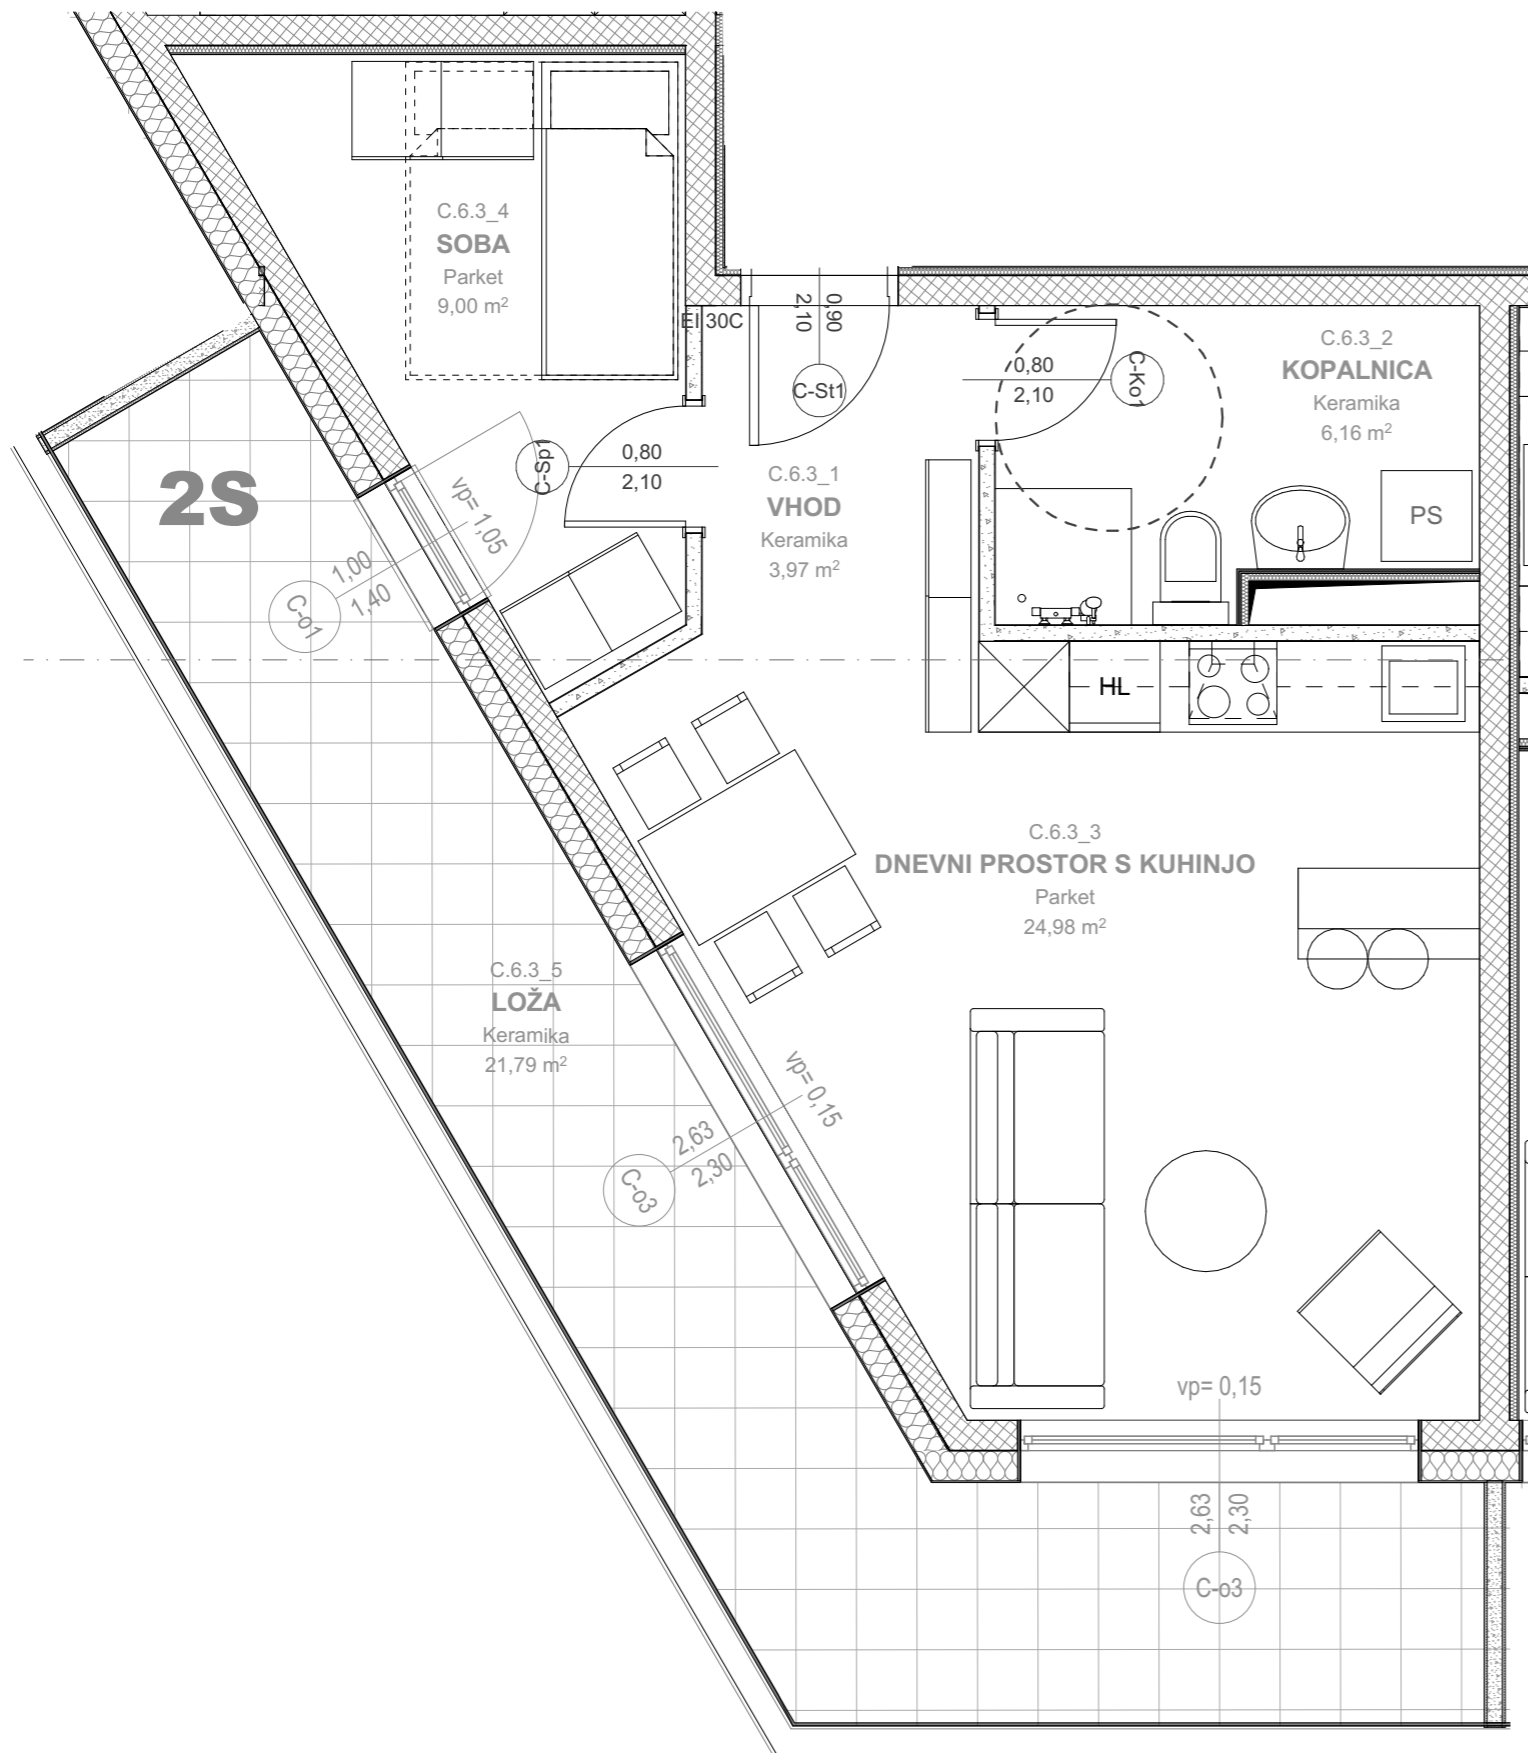 C.6.3_4
SOBA
Parket
9,00 m²
EI 30C
0,90
2,10
C-St1
0,80
2,10
C-Ko1
C.6.3_2
KOPALNICA
Keramika
6,16 m²
2S
C-Sp1
0,80
2,10
C.6.3_1
VHOD
Keramika
3,97 m²
PS
vp= 1,05
1,00
1,40
C-o1
HL
C.6.3_3
DNEVNI PROSTOR S KUHINJO
Parket
24,98 m²
C.6.3_5
LOŽA
Keramika
21,79 m²
vp= 0,15
2,63
2,30
C-o3
vp= 0,15
2,63
2,30
C-o3